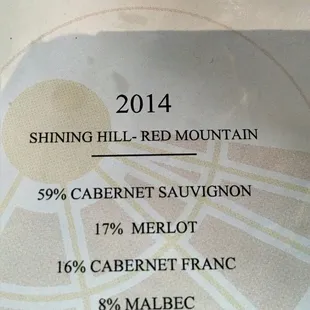 2014
SHINING HILL- RED MOUNTAIN
59% CABERNET SAUVIGNON
17% MERLOT
16% CABERNET FRANC
8% MALBEC